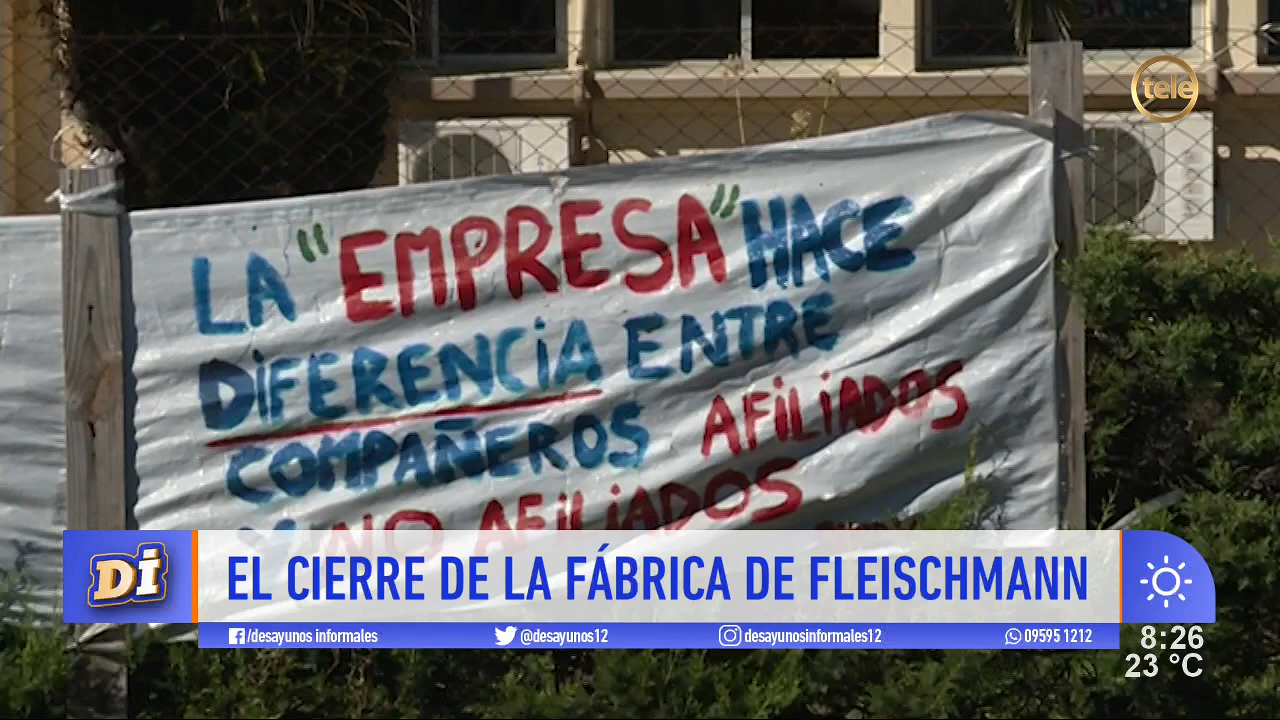 tele
LA "EMPRESA" HACE
DIFERENCIA ENTRE
COMPAÑEROS AFILIADOS
Y NO AFILIADOS
Di
EL CIERRE DE LA FÁBRICA DE FLEISCHMANN
/desayunos informales
@desayunos12
desayunosinformales12
09595 1212
8:26
23 °C